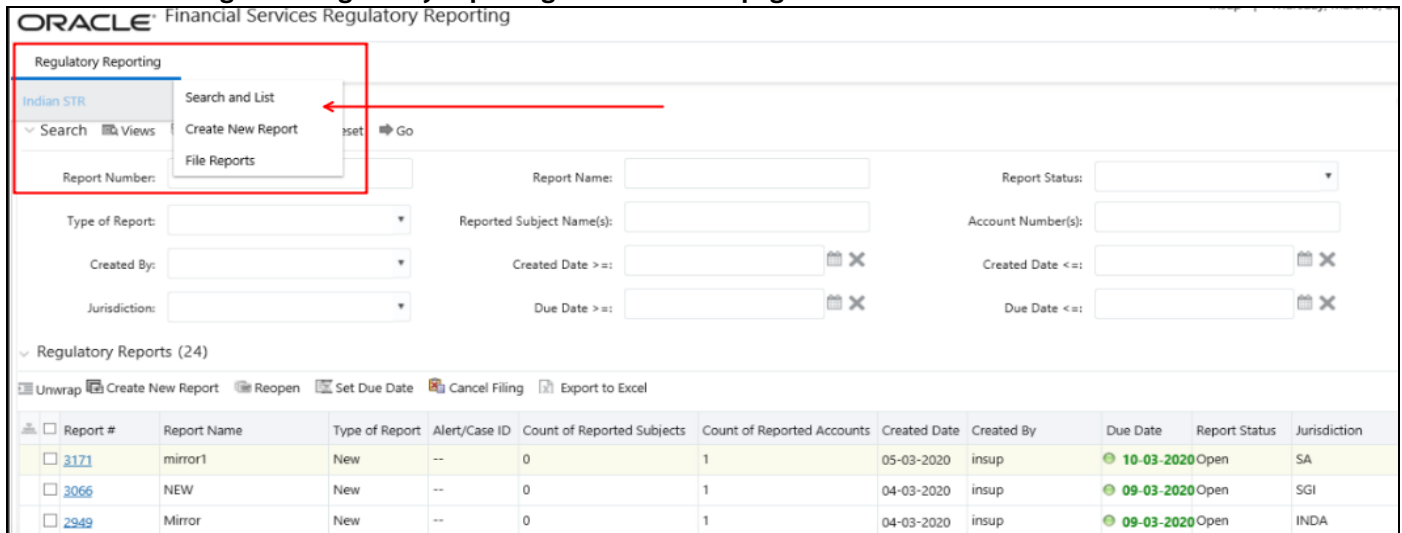 ORACLE® Financial Services Regulatory Reporting
Regulatory Reporting
Indian STR
Search and List
Search Views Create New Report Go
File Reports
Report Number: Report Name: Report Status:
Type of Report: Reported Subject Name(s): Account Number(s):
Created By: Created Date >=: Created Date <=:
Jurisdiction: Due Date >=: Due Date <=:
Regulatory Reports (24)
Unwrap Create New Report Reopen Set Due Date Cancel Filing Export to Excel
Report # Report Name Type of Report Alert/Case ID Count of Reported Subjects Count of Reported Accounts Created Date Created By Due Date Report Status Jurisdiction
3171 mirror1 New -- 0 1 05-03-2020 insup 10-03-2020 Open SA
3066 NEW New -- 0 1 04-03-2020 insup 09-03-2020 Open SGI
2949 Mirror New -- 0 1 04-03-2020 insup 09-03-2020 Open INDA